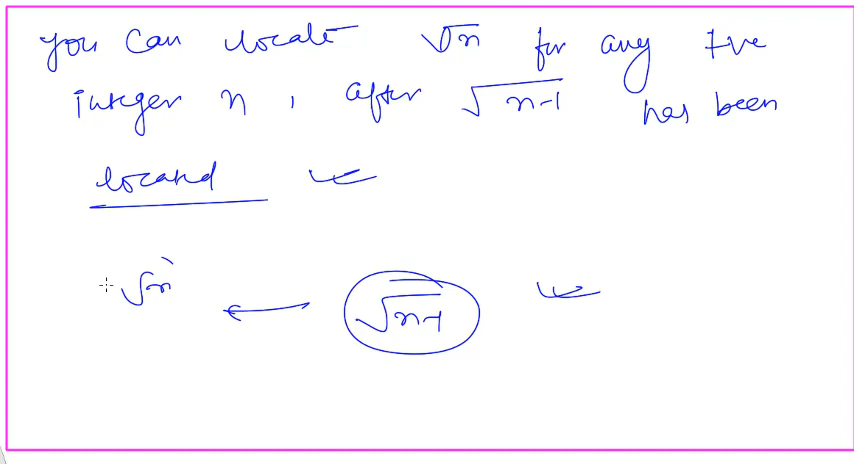 you can locate √n for any +ve
integer n, after √n-1 has been
located
√n ↔ √n-1